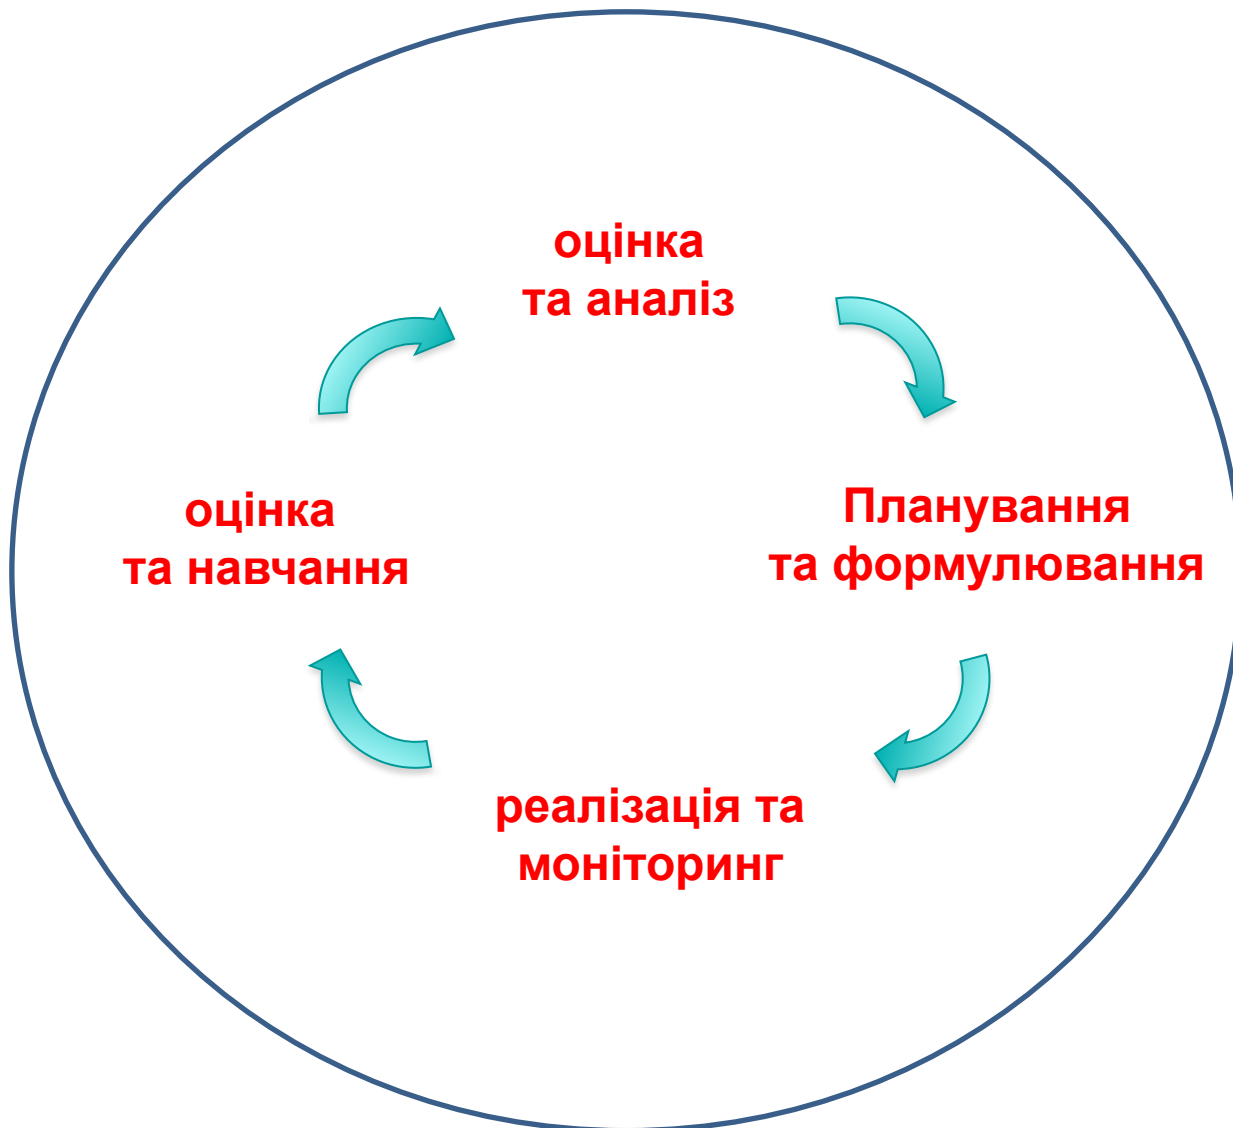 оцінка
та аналіз
оцінка
та навчання
Планування
та формулювання
реалізація та
моніторинг